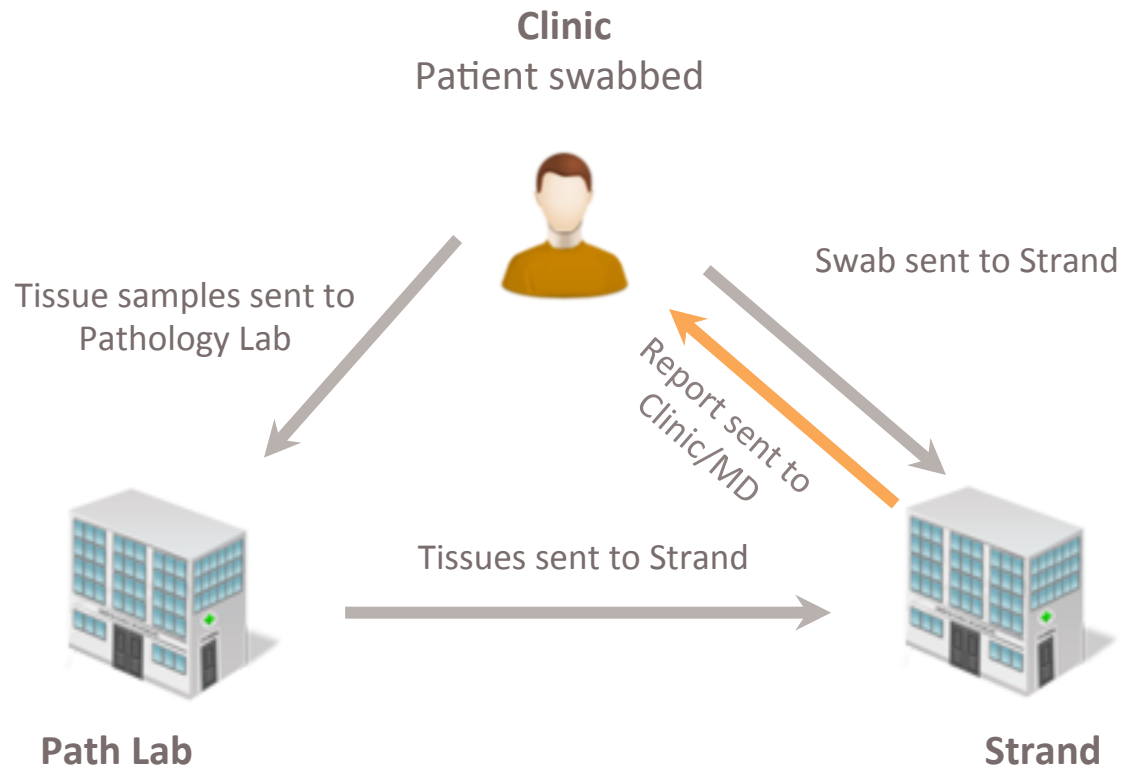 Clinic
Patient swabbed
Swab sent to Strand
Tissue samples sent to
Pathology Lab
Report sent to
Clinic/MD
Tissues sent to Strand
Path Lab
Strand